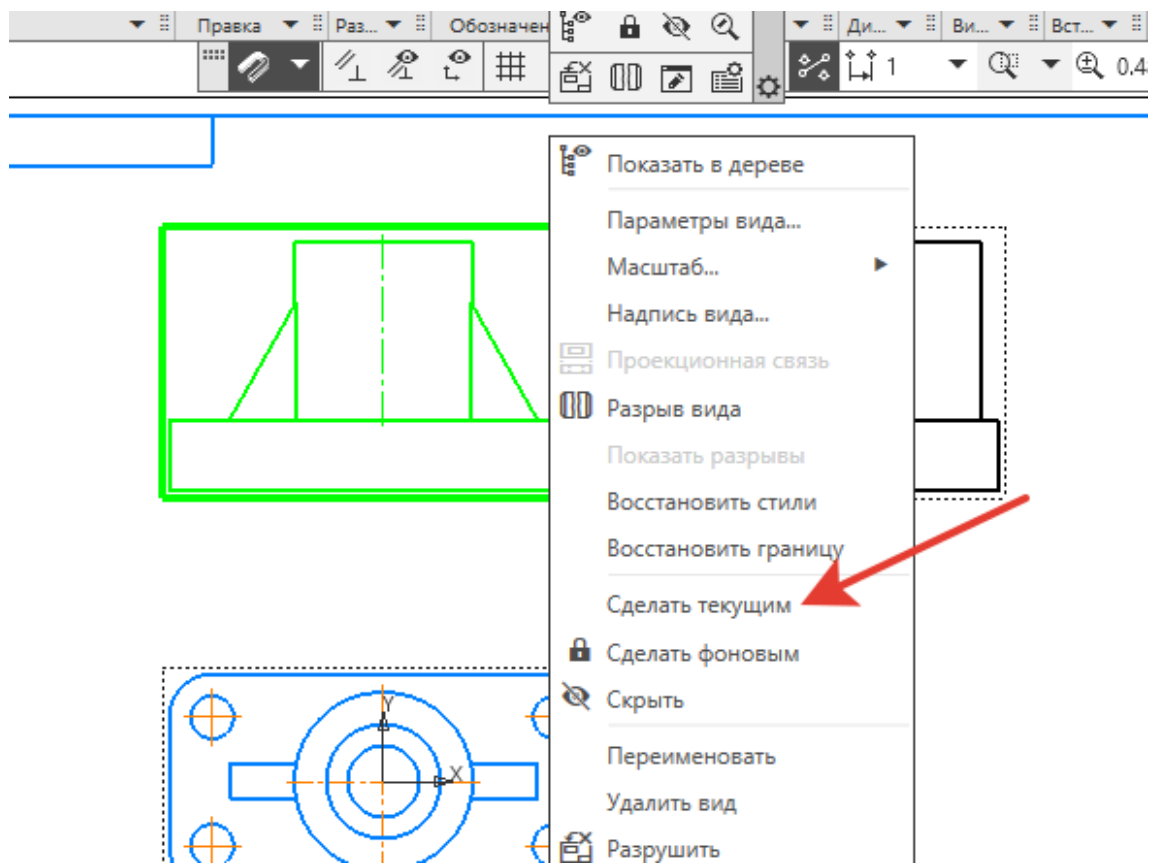 Правка
Раз...
Обозначен
Ди...
Ви...
Вст...
1
0.4
Показать в дереве
Параметры вида...
Масштаб...
Надпись вида...
Проекционная связь
Разрыв вида
Показать разрывы
Восстановить стили
Восстановить границу
Сделать текущим
Сделать фоновым
Скрыть
Переименовать
Удалить вид
Разрушить
Y
X